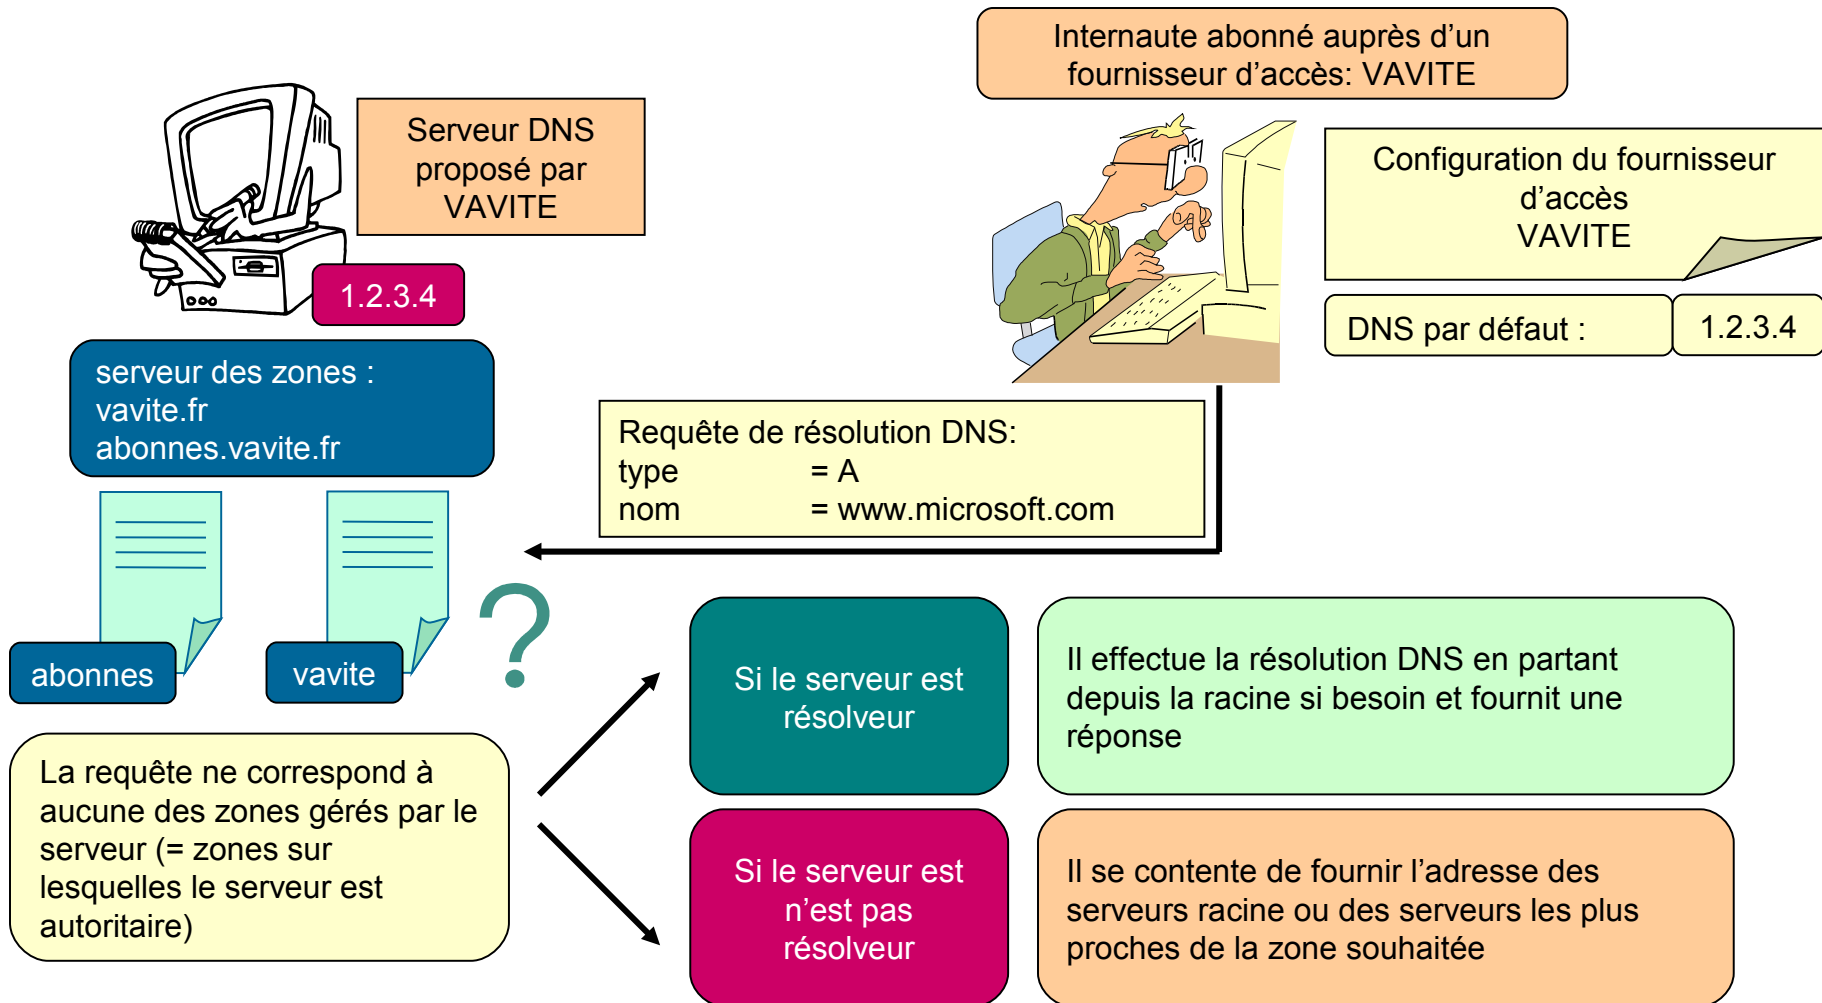 Internaute abonné auprès d’un
fournisseur d’accès: VAVITE
Serveur DNS
proposé par
VAVITE
1.2.3.4
Configuration du fournisseur
d’accès
VAVITE
DNS par défaut :
1.2.3.4
serveur des zones :
vavite.fr
abonnes.vavite.fr
Requête de résolution DNS:
type = A
nom = www.microsoft.com
abonnes
vavite
?
La requête ne correspond à
aucune des zones gérés par le
serveur (= zones sur
lesquelles le serveur est
autoritaire)
Si le serveur est
résolveur
Il effectue la résolution DNS en partant
depuis la racine si besoin et fournit une
réponse
Si le serveur est
n’est pas
résolveur
Il se contente de fournir l’adresse des
serveurs racine ou des serveurs les plus
proches de la zone souhaitée